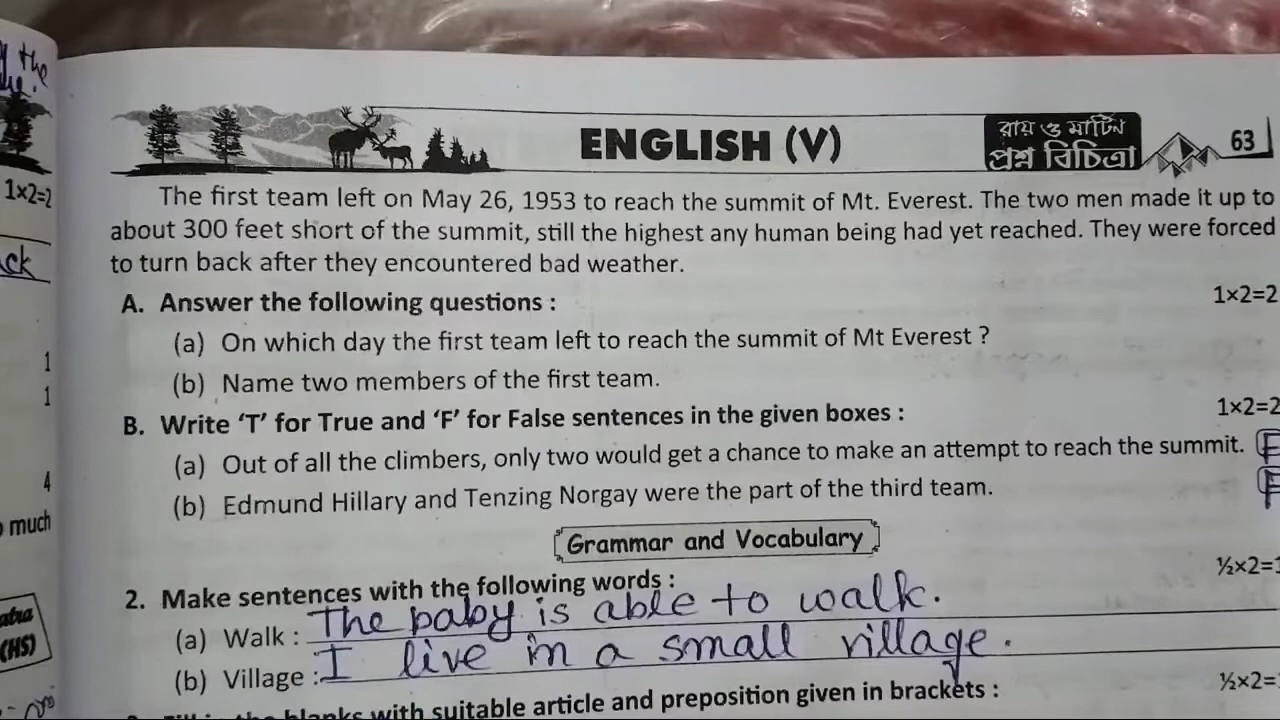 the
1×2=2
ck
1
1
4
much
(HS)
ENGLISH (V)
রায় ও মার্টিন
প্রশ্ন বিচিত্রা
63
The first team left on May 26, 1953 to reach the summit of Mt. Everest. The two men made it up to
about 300 feet short of the summit, still the highest any human being had yet reached. They were forced
to turn back after they encountered bad weather.
A. Answer the following questions : 1×2=2
(a) On which day the first team left to reach the summit of Mt Everest ?
(b) Name two members of the first team.
B. Write ‘T’ for True and ‘F’ for False sentences in the given boxes : 1×2=2
(a) Out of all the climbers, only two would get a chance to make an attempt to reach the summit. F
(b) Edmund Hillary and Tenzing Norgay were the part of the third team. F
Grammar and Vocabulary
2. Make sentences with the following words : ½×2=1
(a) Walk : The baby is able to walk.
(b) Village : I live in a small village.
blanks with suitable article and preposition given in brackets : ½×2=